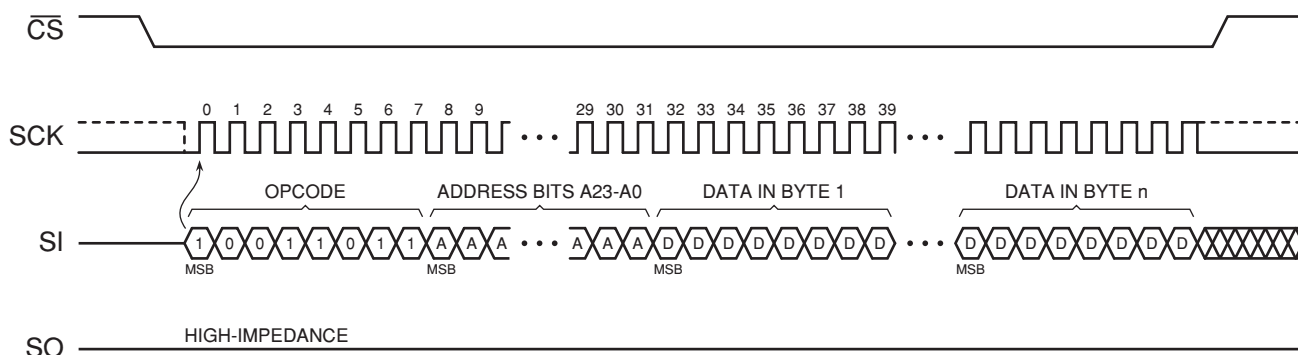 CS
0 1 2 3 4 5 6 7 8 9 29 30 31 32 33 34 35 36 37 38 39
SCK
OPCODE ADDRESS BITS A23-A0 DATA IN BYTE 1 DATA IN BYTE n
SI 1 0 0 1 1 0 1 1 A A A A A A D D D D D D D D D D D D D D D D
MSB MSB MSB MSB
HIGH-IMPEDANCE
SO